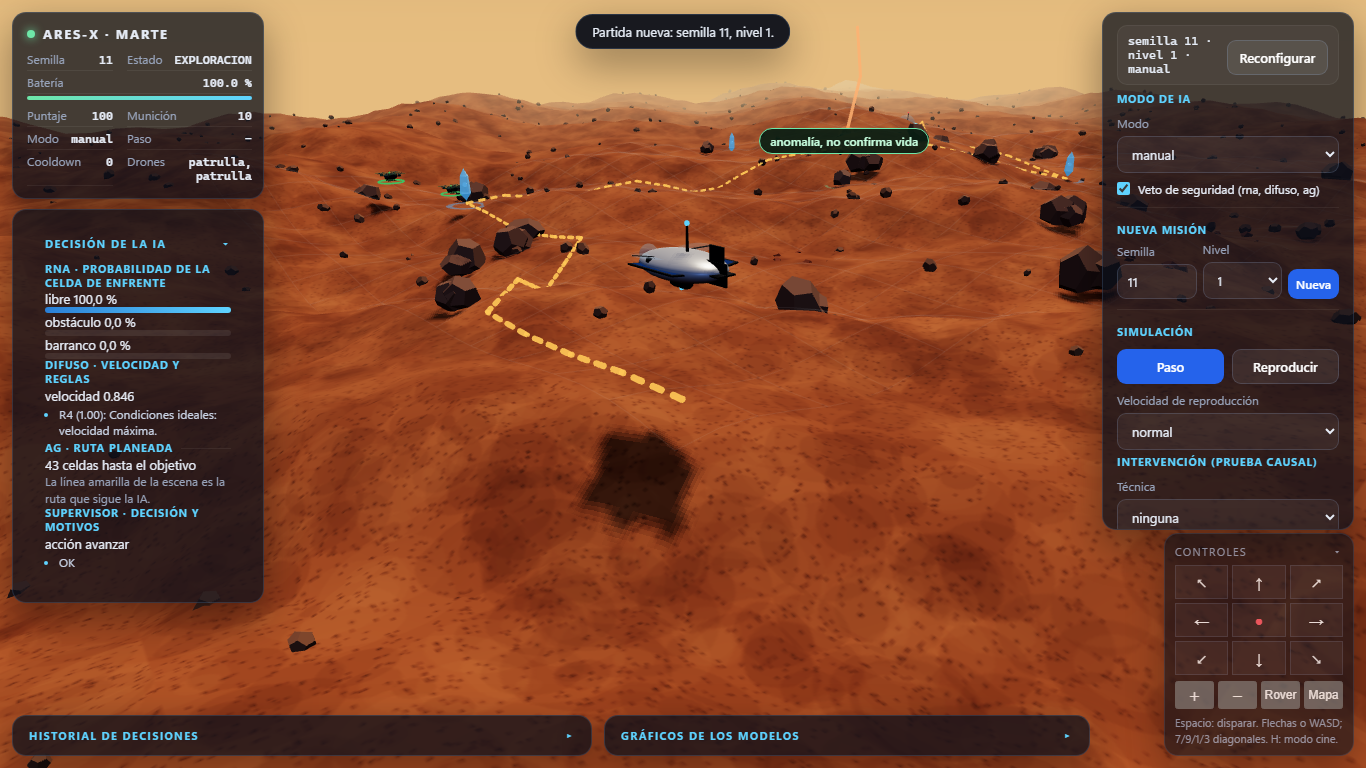 ARES-X · MARTE
Semilla 11 Estado EXPLORACION
Batería 100.0 %
Puntaje 100 Munición 10
Modo manual Paso –
Cooldown 0 Drones patrulla,
patrulla
DECISIÓN DE LA IA
RNA · PROBABILIDAD DE LA
CELDA DE ENFRENTE
libre 100,0 %
obstáculo 0,0 %
barranco 0,0 %
DIFUSO · VELOCIDAD Y
REGLAS
velocidad 0.846
R4 (1.00): Condiciones ideales:
velocidad máxima.
AG · RUTA PLANEADA
43 celdas hasta el objetivo
La línea amarilla de la escena es la
ruta que sigue la IA.
SUPERVISOR · DECISIÓN Y
MOTIVOS
acción avanzar
OK
Partida nueva: semilla 11, nivel 1.
anomalía, no confirma vida
semilla 11 ·
nivel 1 ·
manual
Reconfigurar
MODO DE IA
Modo
manual
Veto de seguridad (rna, difuso, ag)
NUEVA MISIÓN
Semilla Nivel
11 1 Nueva
SIMULACIÓN
Paso Reproducir
Velocidad de reproducción
normal
INTERVENCIÓN (PRUEBA CAUSAL)
Técnica
ninguna
CONTROLES
↖ ↑ ↗
← ● →
↙ ↓ ↘
+ − Rover Mapa
Espacio: disparar. Flechas o WASD;
7/9/1/3 diagonales. H: modo cine.
HISTORIAL DE DECISIONES
GRÁFICOS DE LOS MODELOS